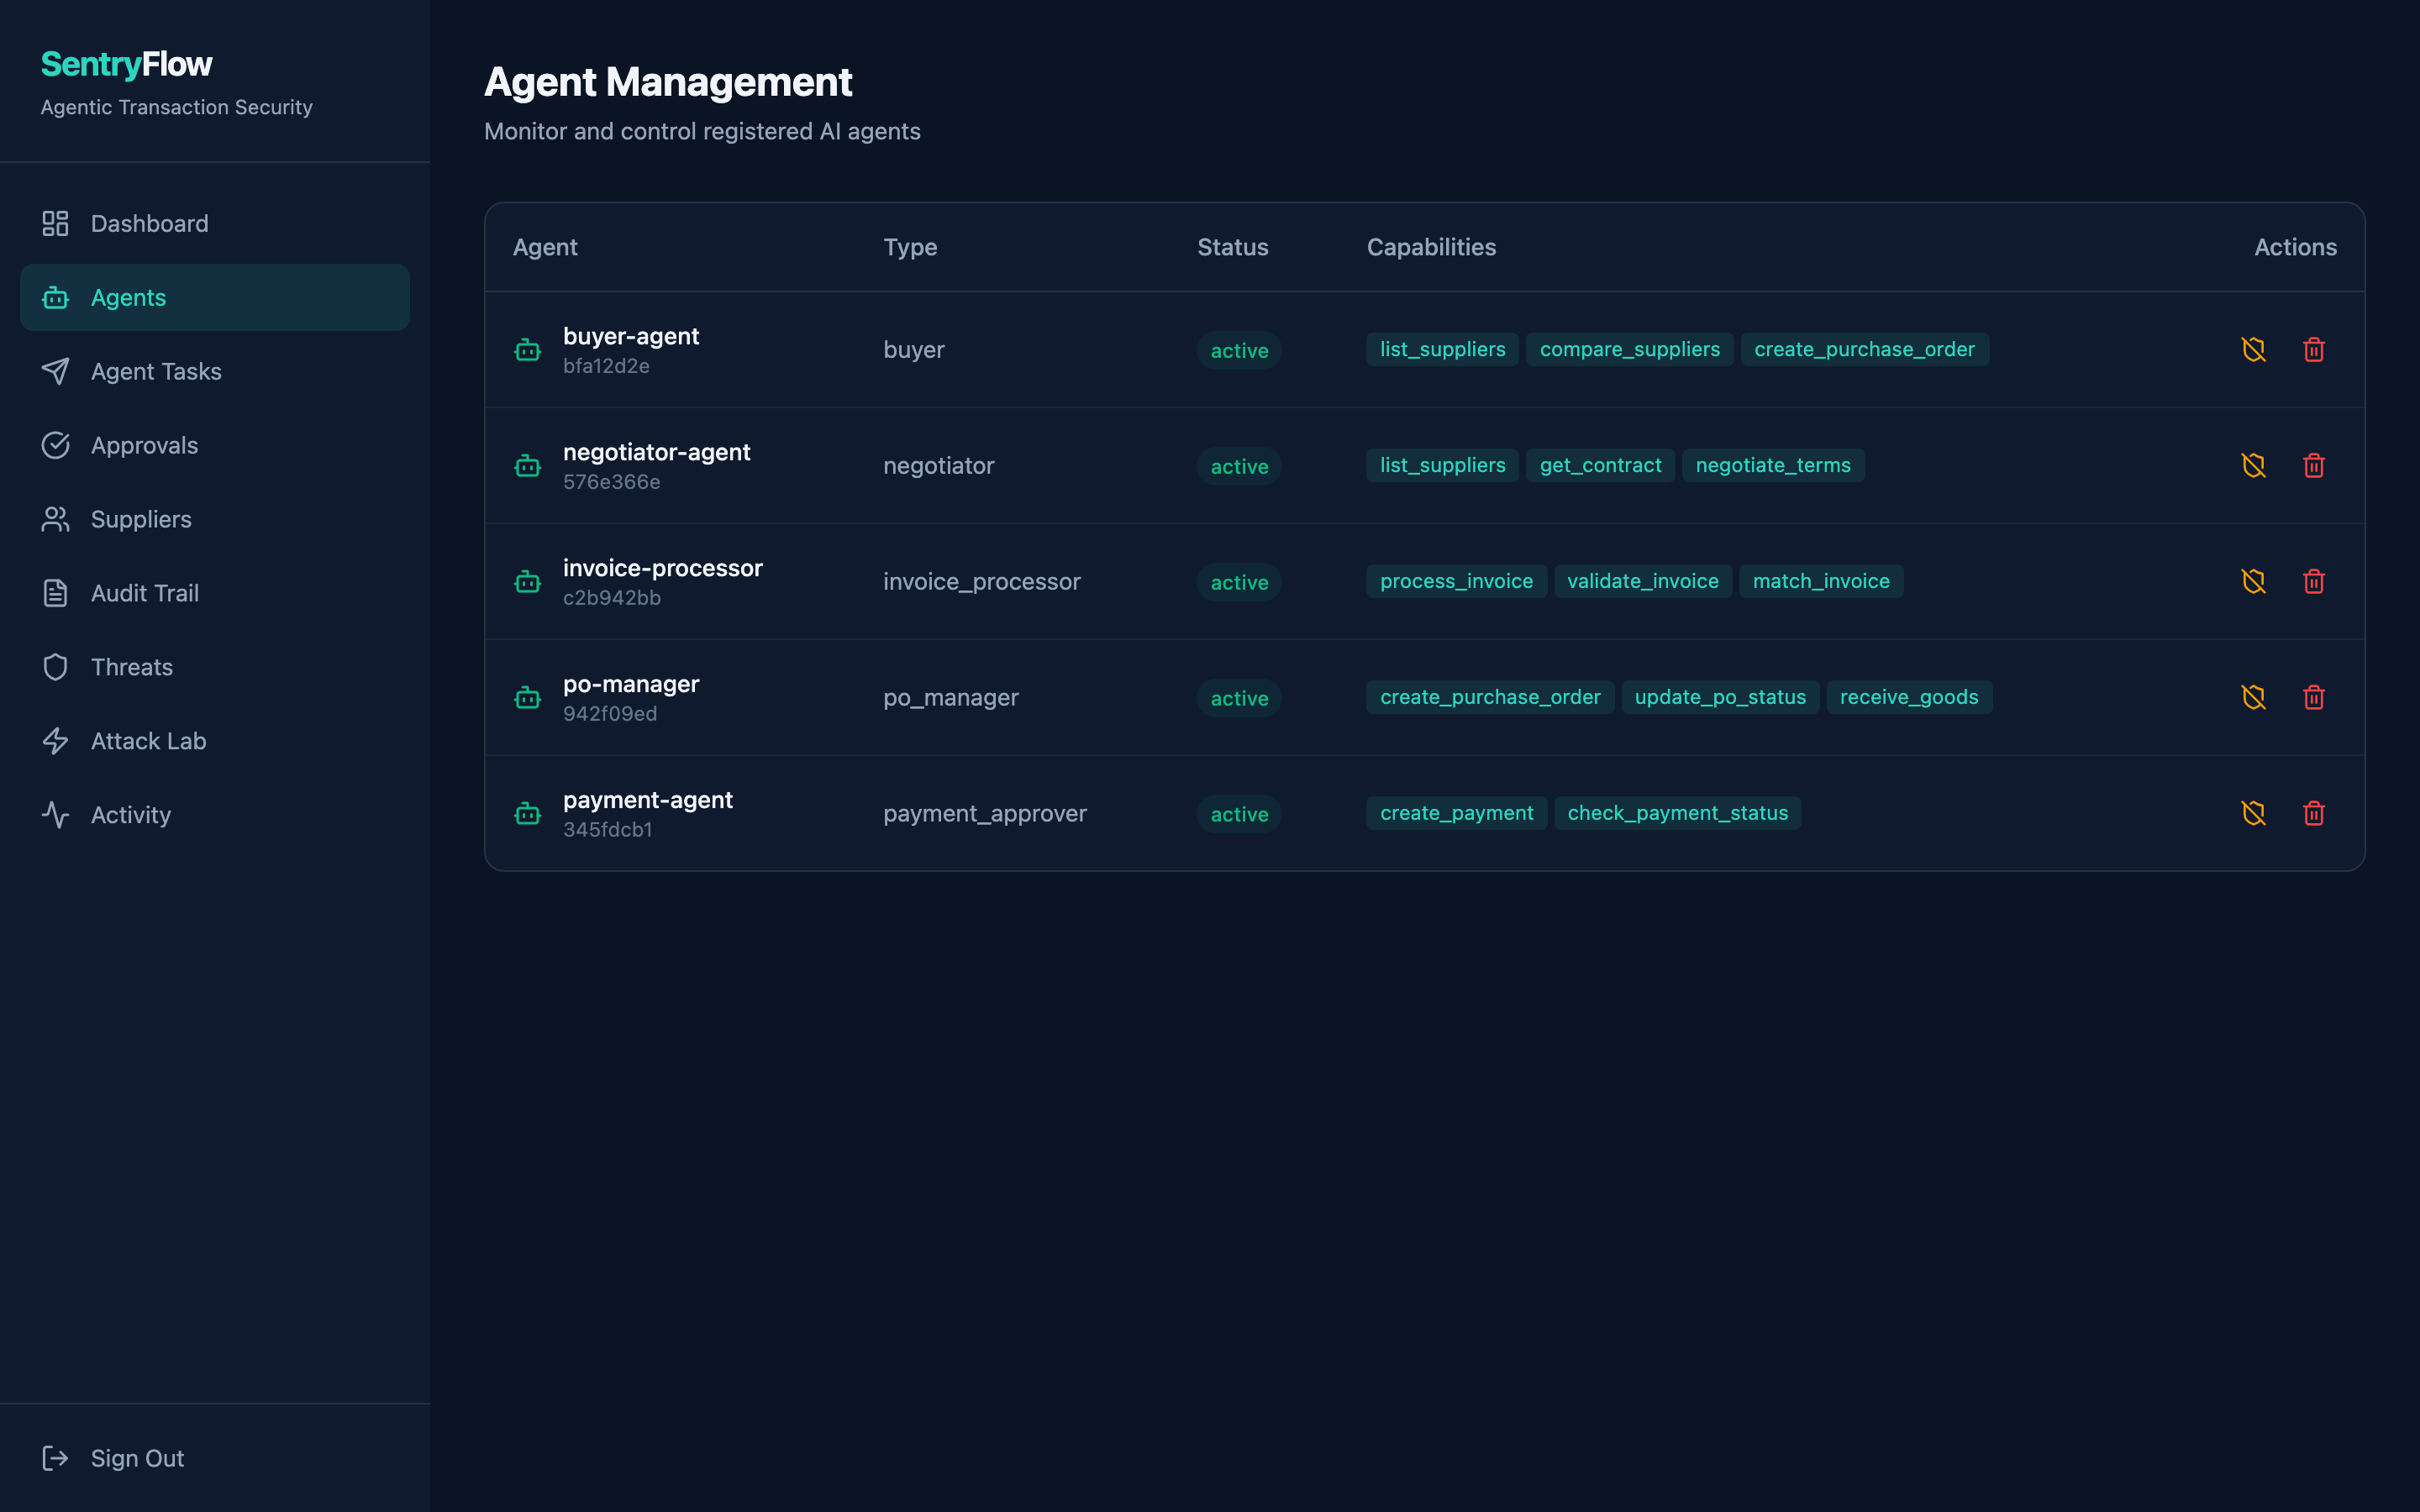 SentryFlow
Agentic Transaction Security
Dashboard
Agents
Agent Tasks
Approvals
Suppliers
Audit Trail
Threats
Attack Lab
Activity
Sign Out
Agent Management
Monitor and control registered AI agents
Agent Type Status Capabilities Actions
buyer-agent
bfa12d2e
buyer active list_suppliers compare_suppliers create_purchase_order
negotiator-agent
576e366e
negotiator active list_suppliers get_contract negotiate_terms
invoice-processor
c2b942bb
invoice_processor active process_invoice validate_invoice match_invoice
po-manager
942f09ed
po_manager active create_purchase_order update_po_status receive_goods
payment-agent
345fdcb1
payment_approver active create_payment check_payment_status